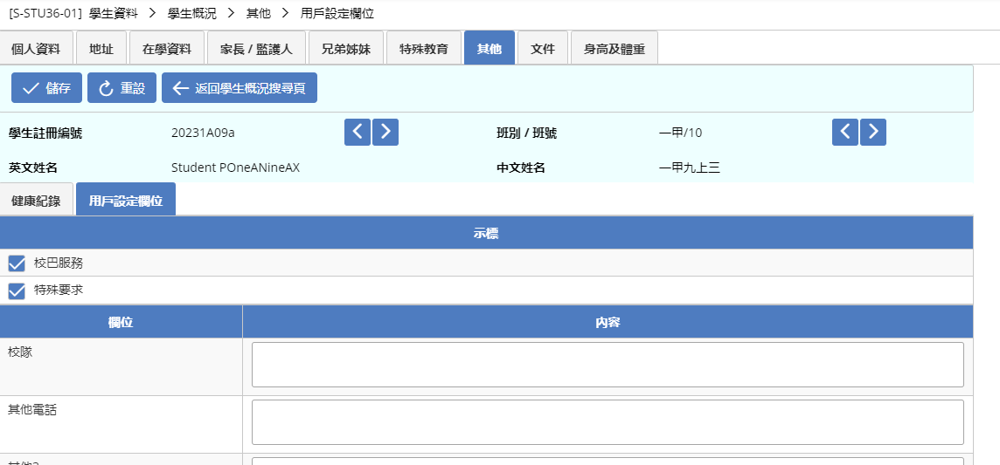 [S-STU36-01] 學生資料 > 學生概況 > 其他 > 用戶設定欄位
個人資料 地址 在學資料 家長 / 監護人 兄弟姊妹 特殊教育 其他 文件 身高及體重
儲存 重設 返回學生概況搜尋頁
學生註冊編號 20231A09a 班別 / 班號 一甲/10
英文姓名 Student POneANineAX 中文姓名 一甲九上三
健康紀錄 用戶設定欄位
示標
校巴服務
特殊要求
欄位 內容
校隊
其他電話